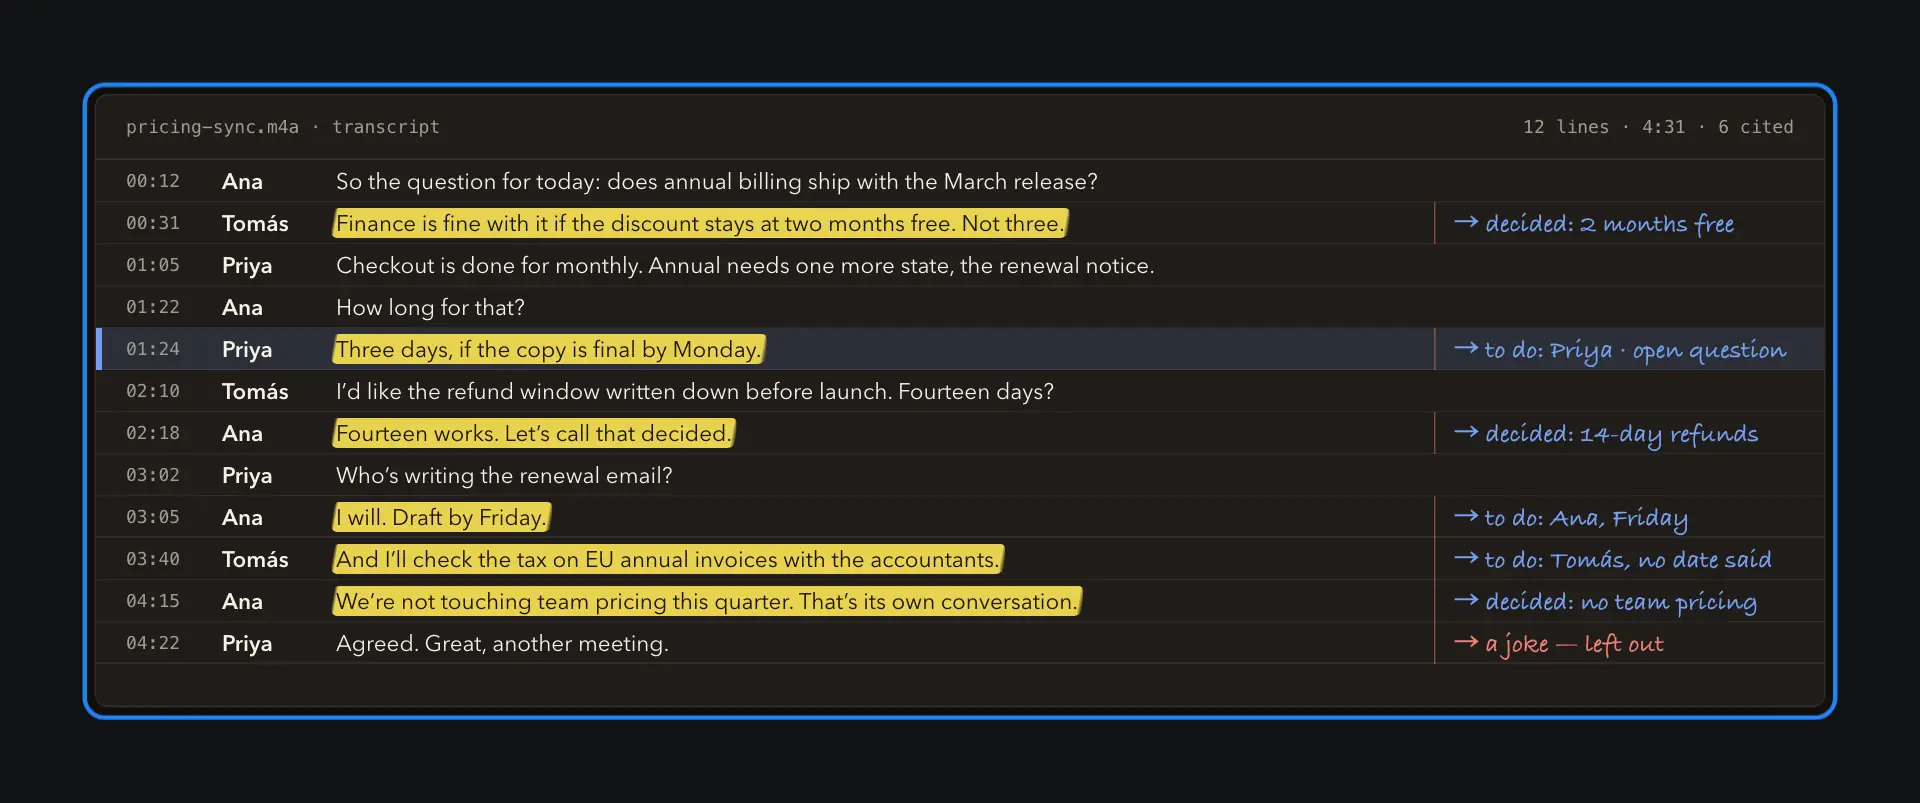 pricing-sync.m4a · transcript 12 lines · 4:31 · 6 cited
00:12 Ana So the question for today: does annual billing ship with the March release?
00:31 Tomás Finance is fine with it if the discount stays at two months free. Not three. → decided: 2 months free
01:05 Priya Checkout is done for monthly. Annual needs one more state, the renewal notice.
01:22 Ana How long for that?
01:24 Priya Three days, if the copy is final by Monday. → to do: Priya · open question
02:10 Tomás I’d like the refund window written down before launch. Fourteen days?
02:18 Ana Fourteen works. Let’s call that decided. → decided: 14-day refunds
03:02 Priya Who’s writing the renewal email?
03:05 Ana I will. Draft by Friday. → to do: Ana, Friday
03:40 Tomás And I’ll check the tax on EU annual invoices with the accountants. → to do: Tomás, no date said
04:15 Ana We’re not touching team pricing this quarter. That’s its own conversation. → decided: no team pricing
04:22 Priya Agreed. Great, another meeting. → a joke — left out